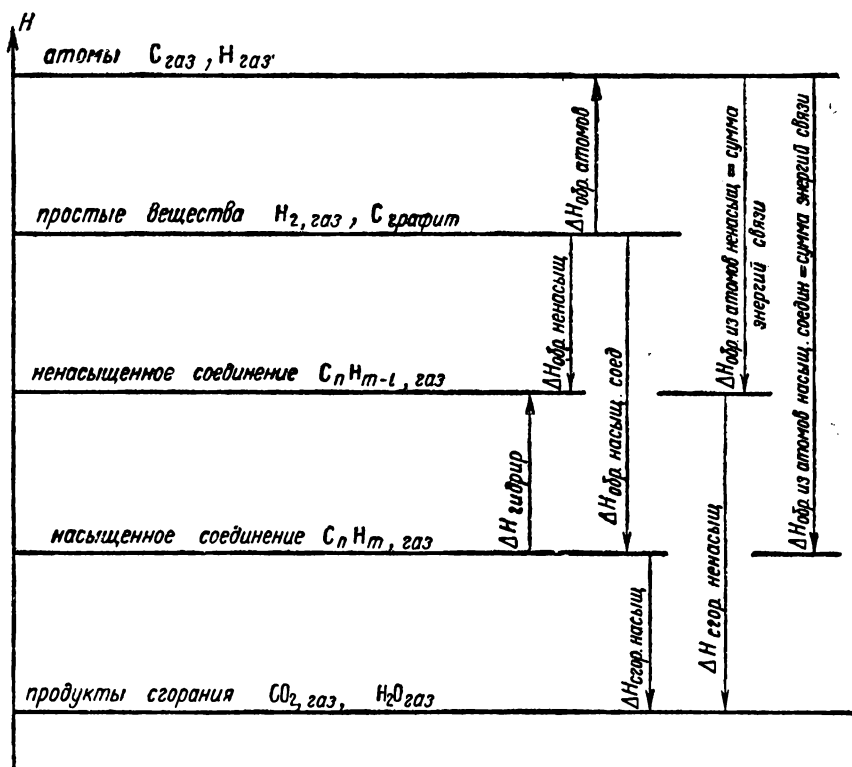 H
атомы C газ, H газ
простые вещества H2, газ, C графит
ненасыщенное соединение CnHm-l, газ
насыщенное соединение CnHm, газ
продукты сгорания CO2, газ, H2O газ
ΔH гидрир
ΔHобр. ненасыщ
ΔHобр. атомов
ΔHобр. насыщ. соед
ΔHсгор. насыщ
ΔHсгор. ненасыщ
ΔHобр. из атомов ненасыщ = сумма
энергий связи
ΔHобр. из атомов насыщ. соедин = сумма энергий связи